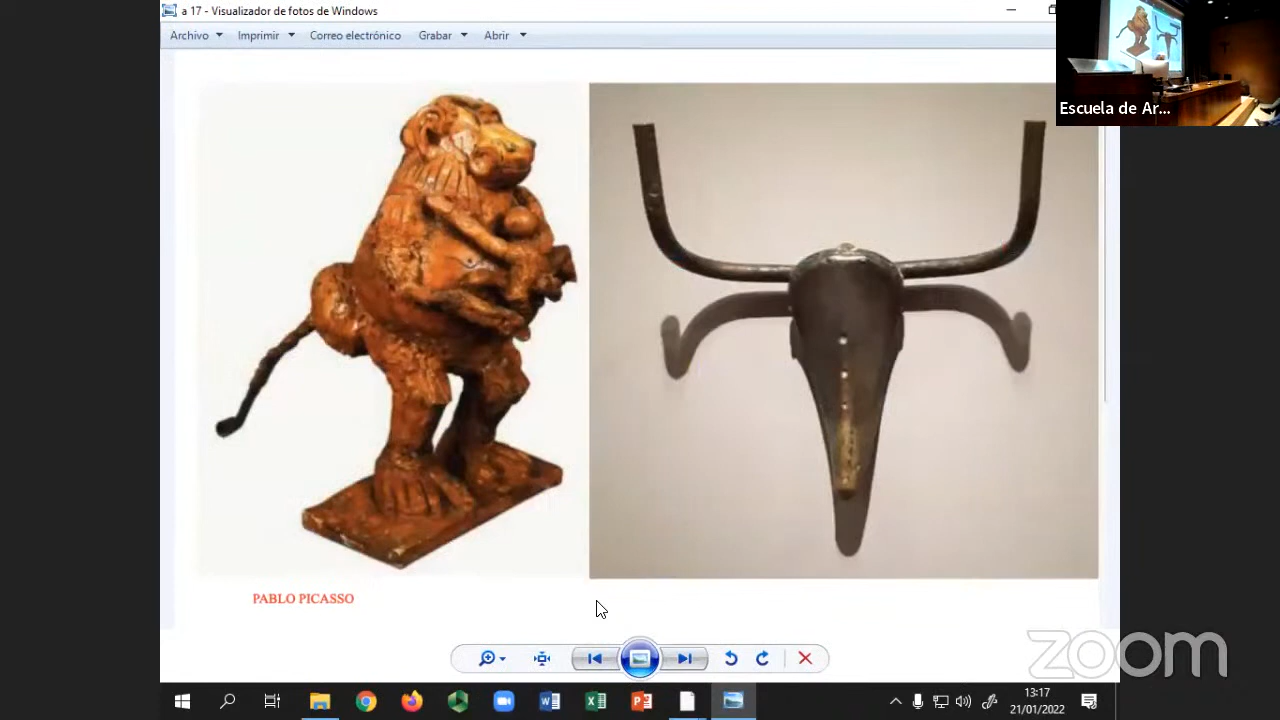 a 17 - Visualizador de fotos de Windows
Archivo Imprimir Correo electrónico Grabar Abrir
Escuela de Ar...
PABLO PICASSO
zoom
13:17
21/01/2022